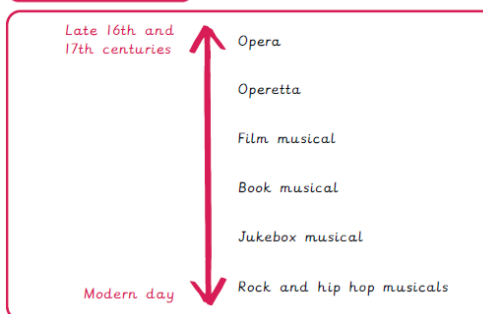 Late 16th and
17th centuries
Opera
Operetta
Film musical
Book musical
Jukebox musical
Modern day
Rock and hip hop musicals